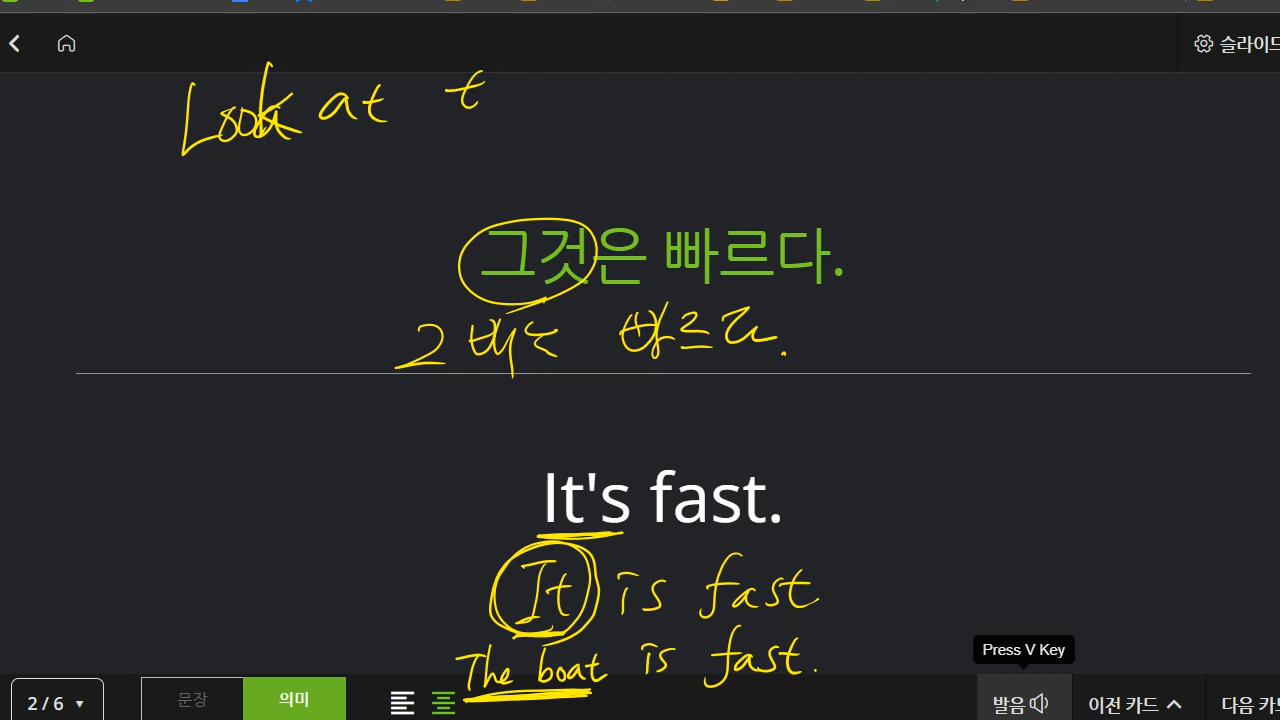 슬라이드
Look at t
그것은 빠르다.
그 배는 빠르다.
It's fast.
It is fast
The boat is fast.
Press V Key
2 / 6 문장 의미 발음 이전 카드 다음 카